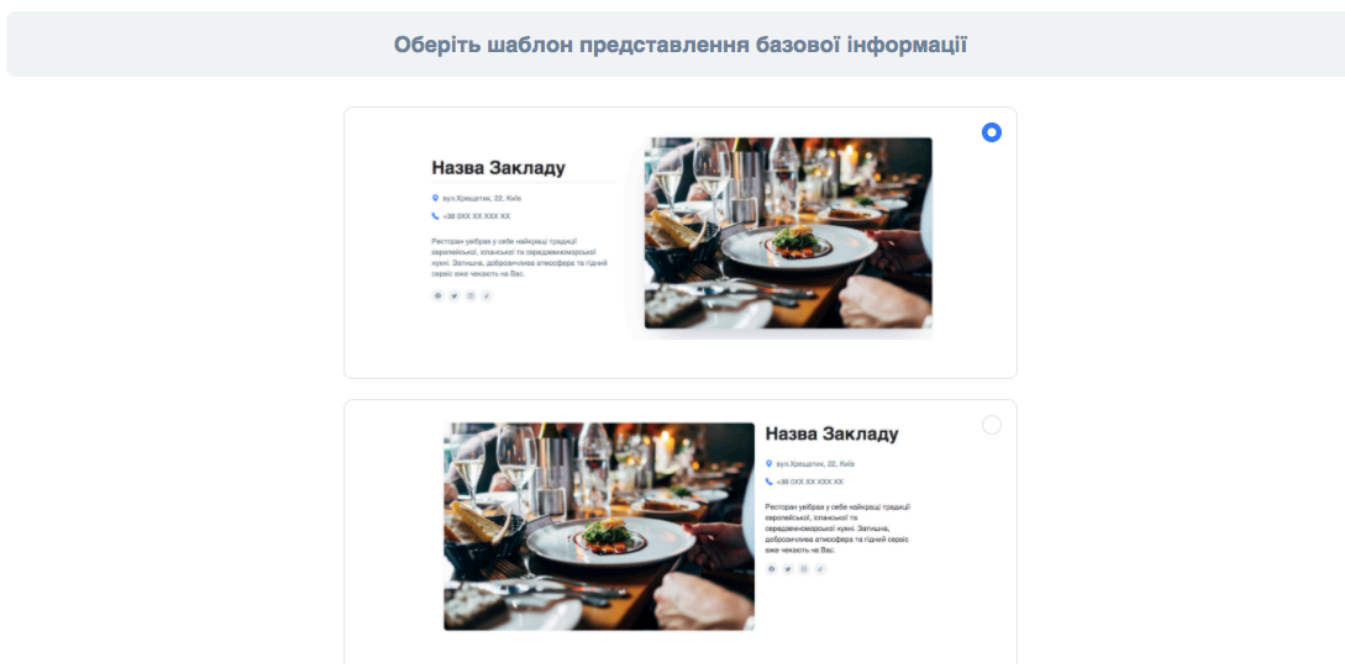 Оберіть шаблон представлення базової інформації
Назва Закладу
вул.Хрещатик, 22, Київ
+38 0XX XX XXX XX
Ресторан увібрав у себе найкращі традиції
європейської, іспанської та середземноморської
кухні. Затишна, доброзичлива атмосфера та гідний
сервіс вже чекають на Вас.
Назва Закладу
вул.Хрещатик, 22, Київ
+38 0XX XX XXX XX
Ресторан увібрав у себе найкращі традиції
європейської, іспанської та
середземноморської кухні. Затишна,
доброзичлива атмосфера та гідний сервіс
вже чекають на Вас.